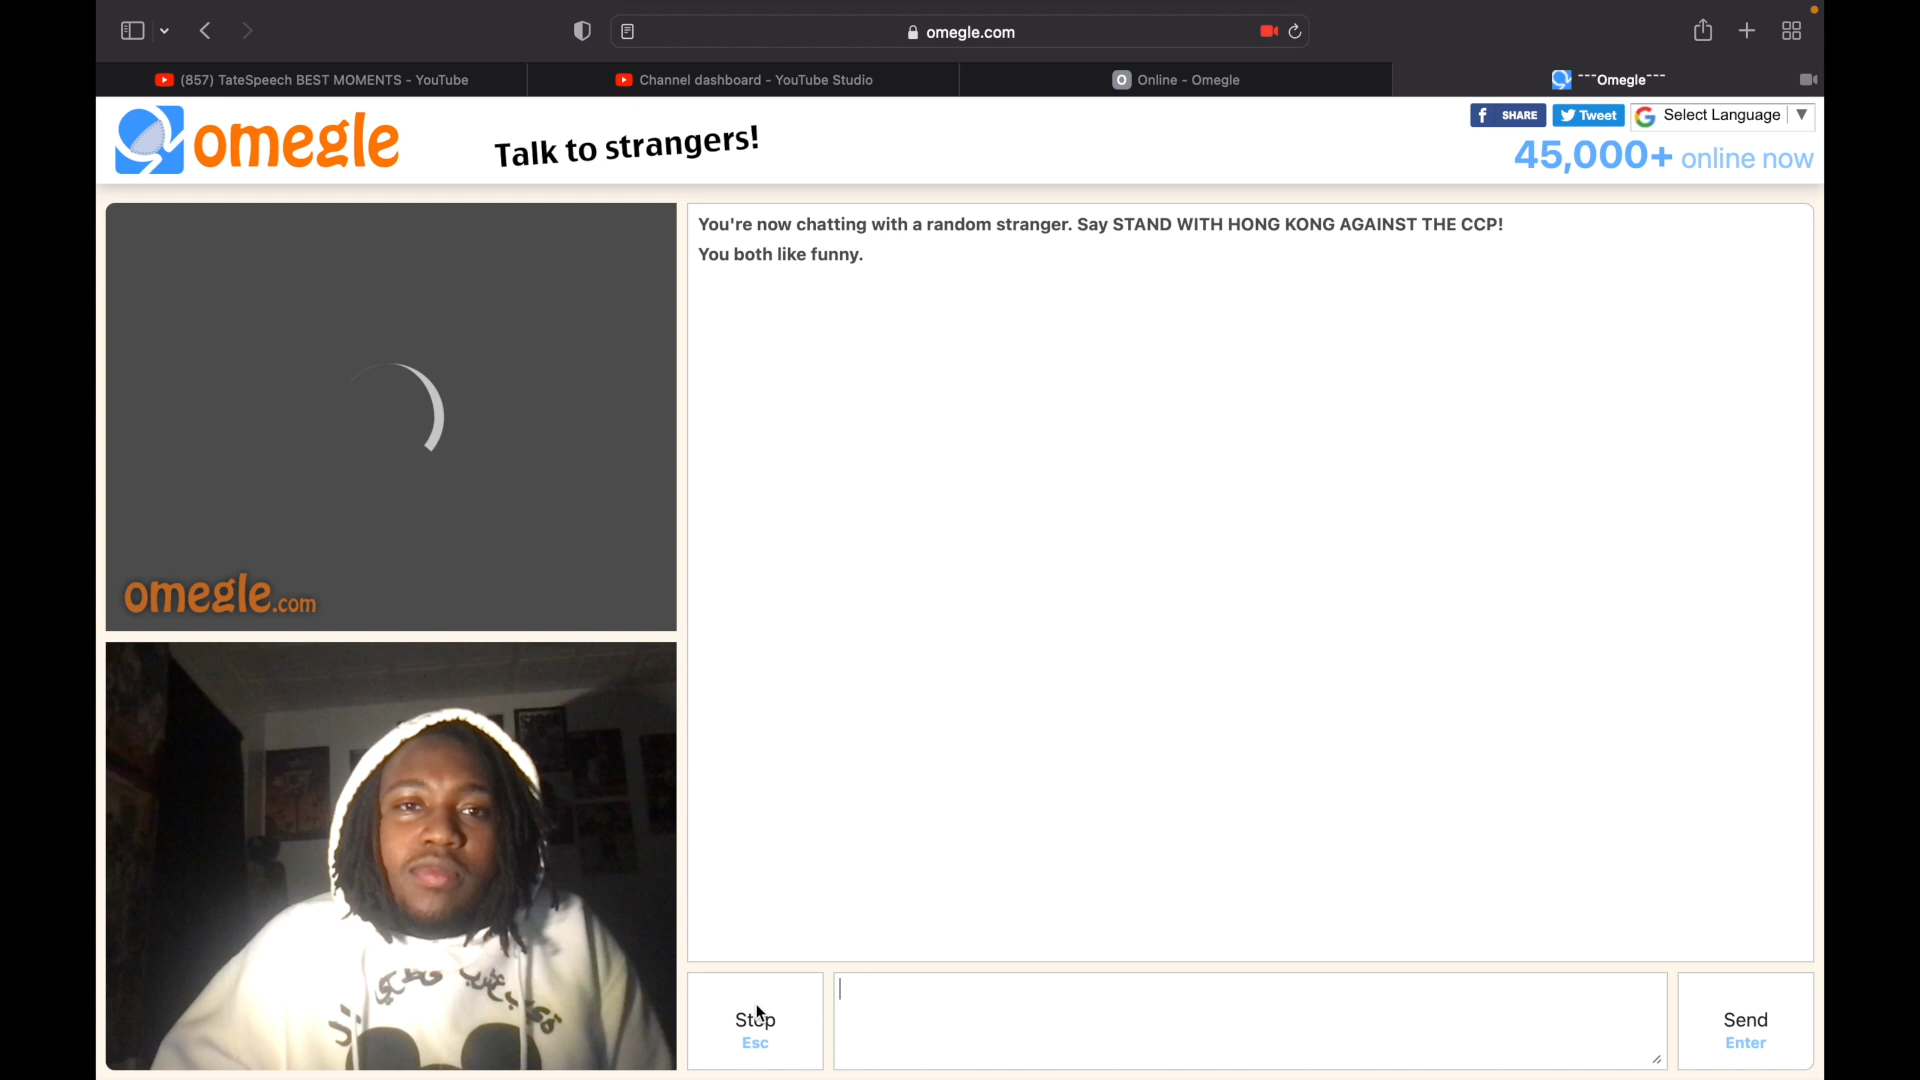 omegle.com
(857) TateSpeech BEST MOMENTS - YouTube
Channel dashboard - YouTube Studio
O Online - Omegle
---Omegle---
omegle
Talk to strangers!
f SHARE
Tweet
G Select Language ▼
45,000+ online now
You're now chatting with a random stranger. Say STAND WITH HONG KONG AGAINST THE CCP!
You both like funny.
omegle.com
Stop
Esc
Send
Enter